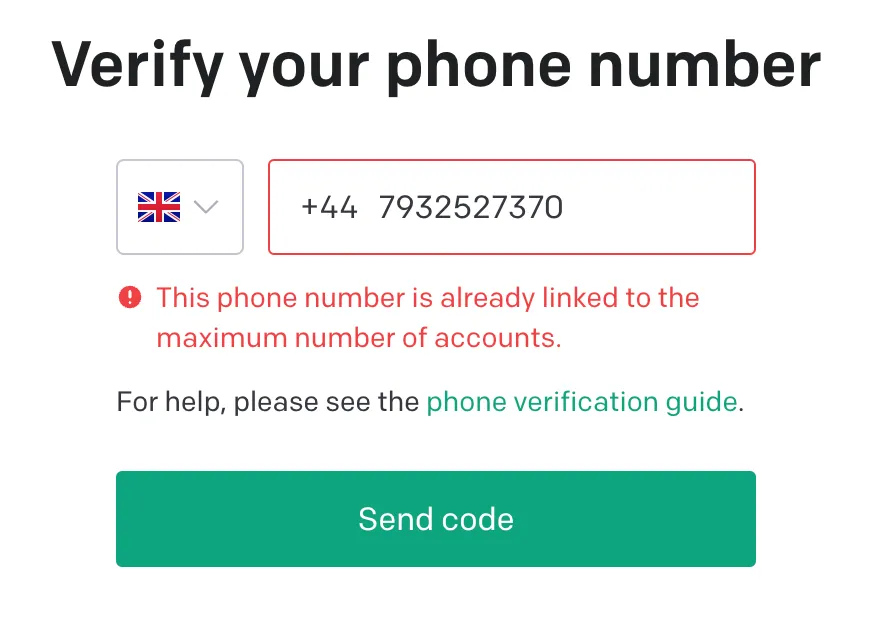 Verify your phone number
+44 7932527370
This phone number is already linked to the
maximum number of accounts.
For help, please see the phone verification guide.
Send code